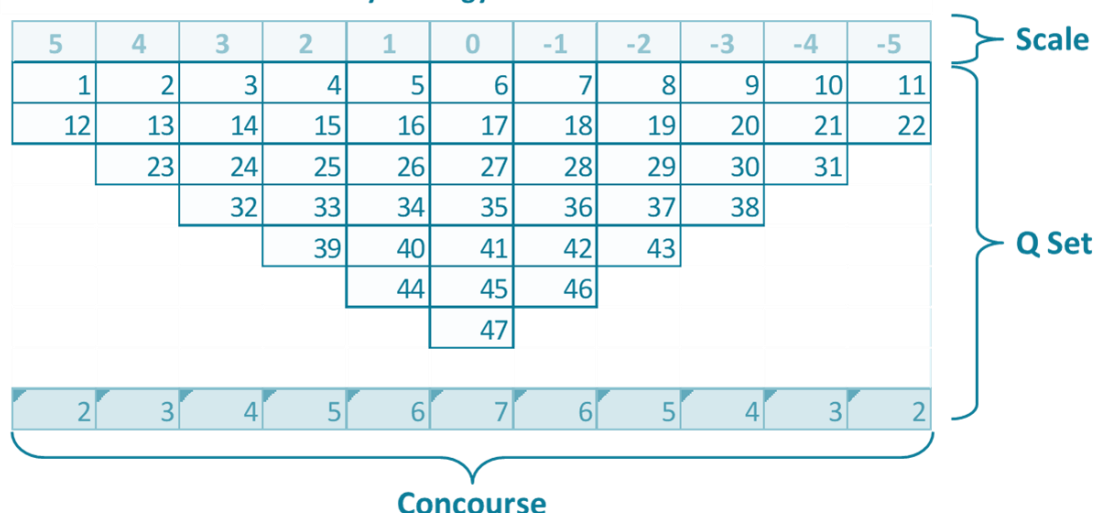 5 4 3 2 1 0 -1 -2 -3 -4 -5 Scale
1 2 3 4 5 6 7 8 9 10 11
12 13 14 15 16 17 18 19 20 21 22
23 24 25 26 27 28 29 30 31
32 33 34 35 36 37 38
39 40 41 42 43 Q Set
44 45 46
47
2 3 4 5 6 7 6 5 4 3 2
Concourse